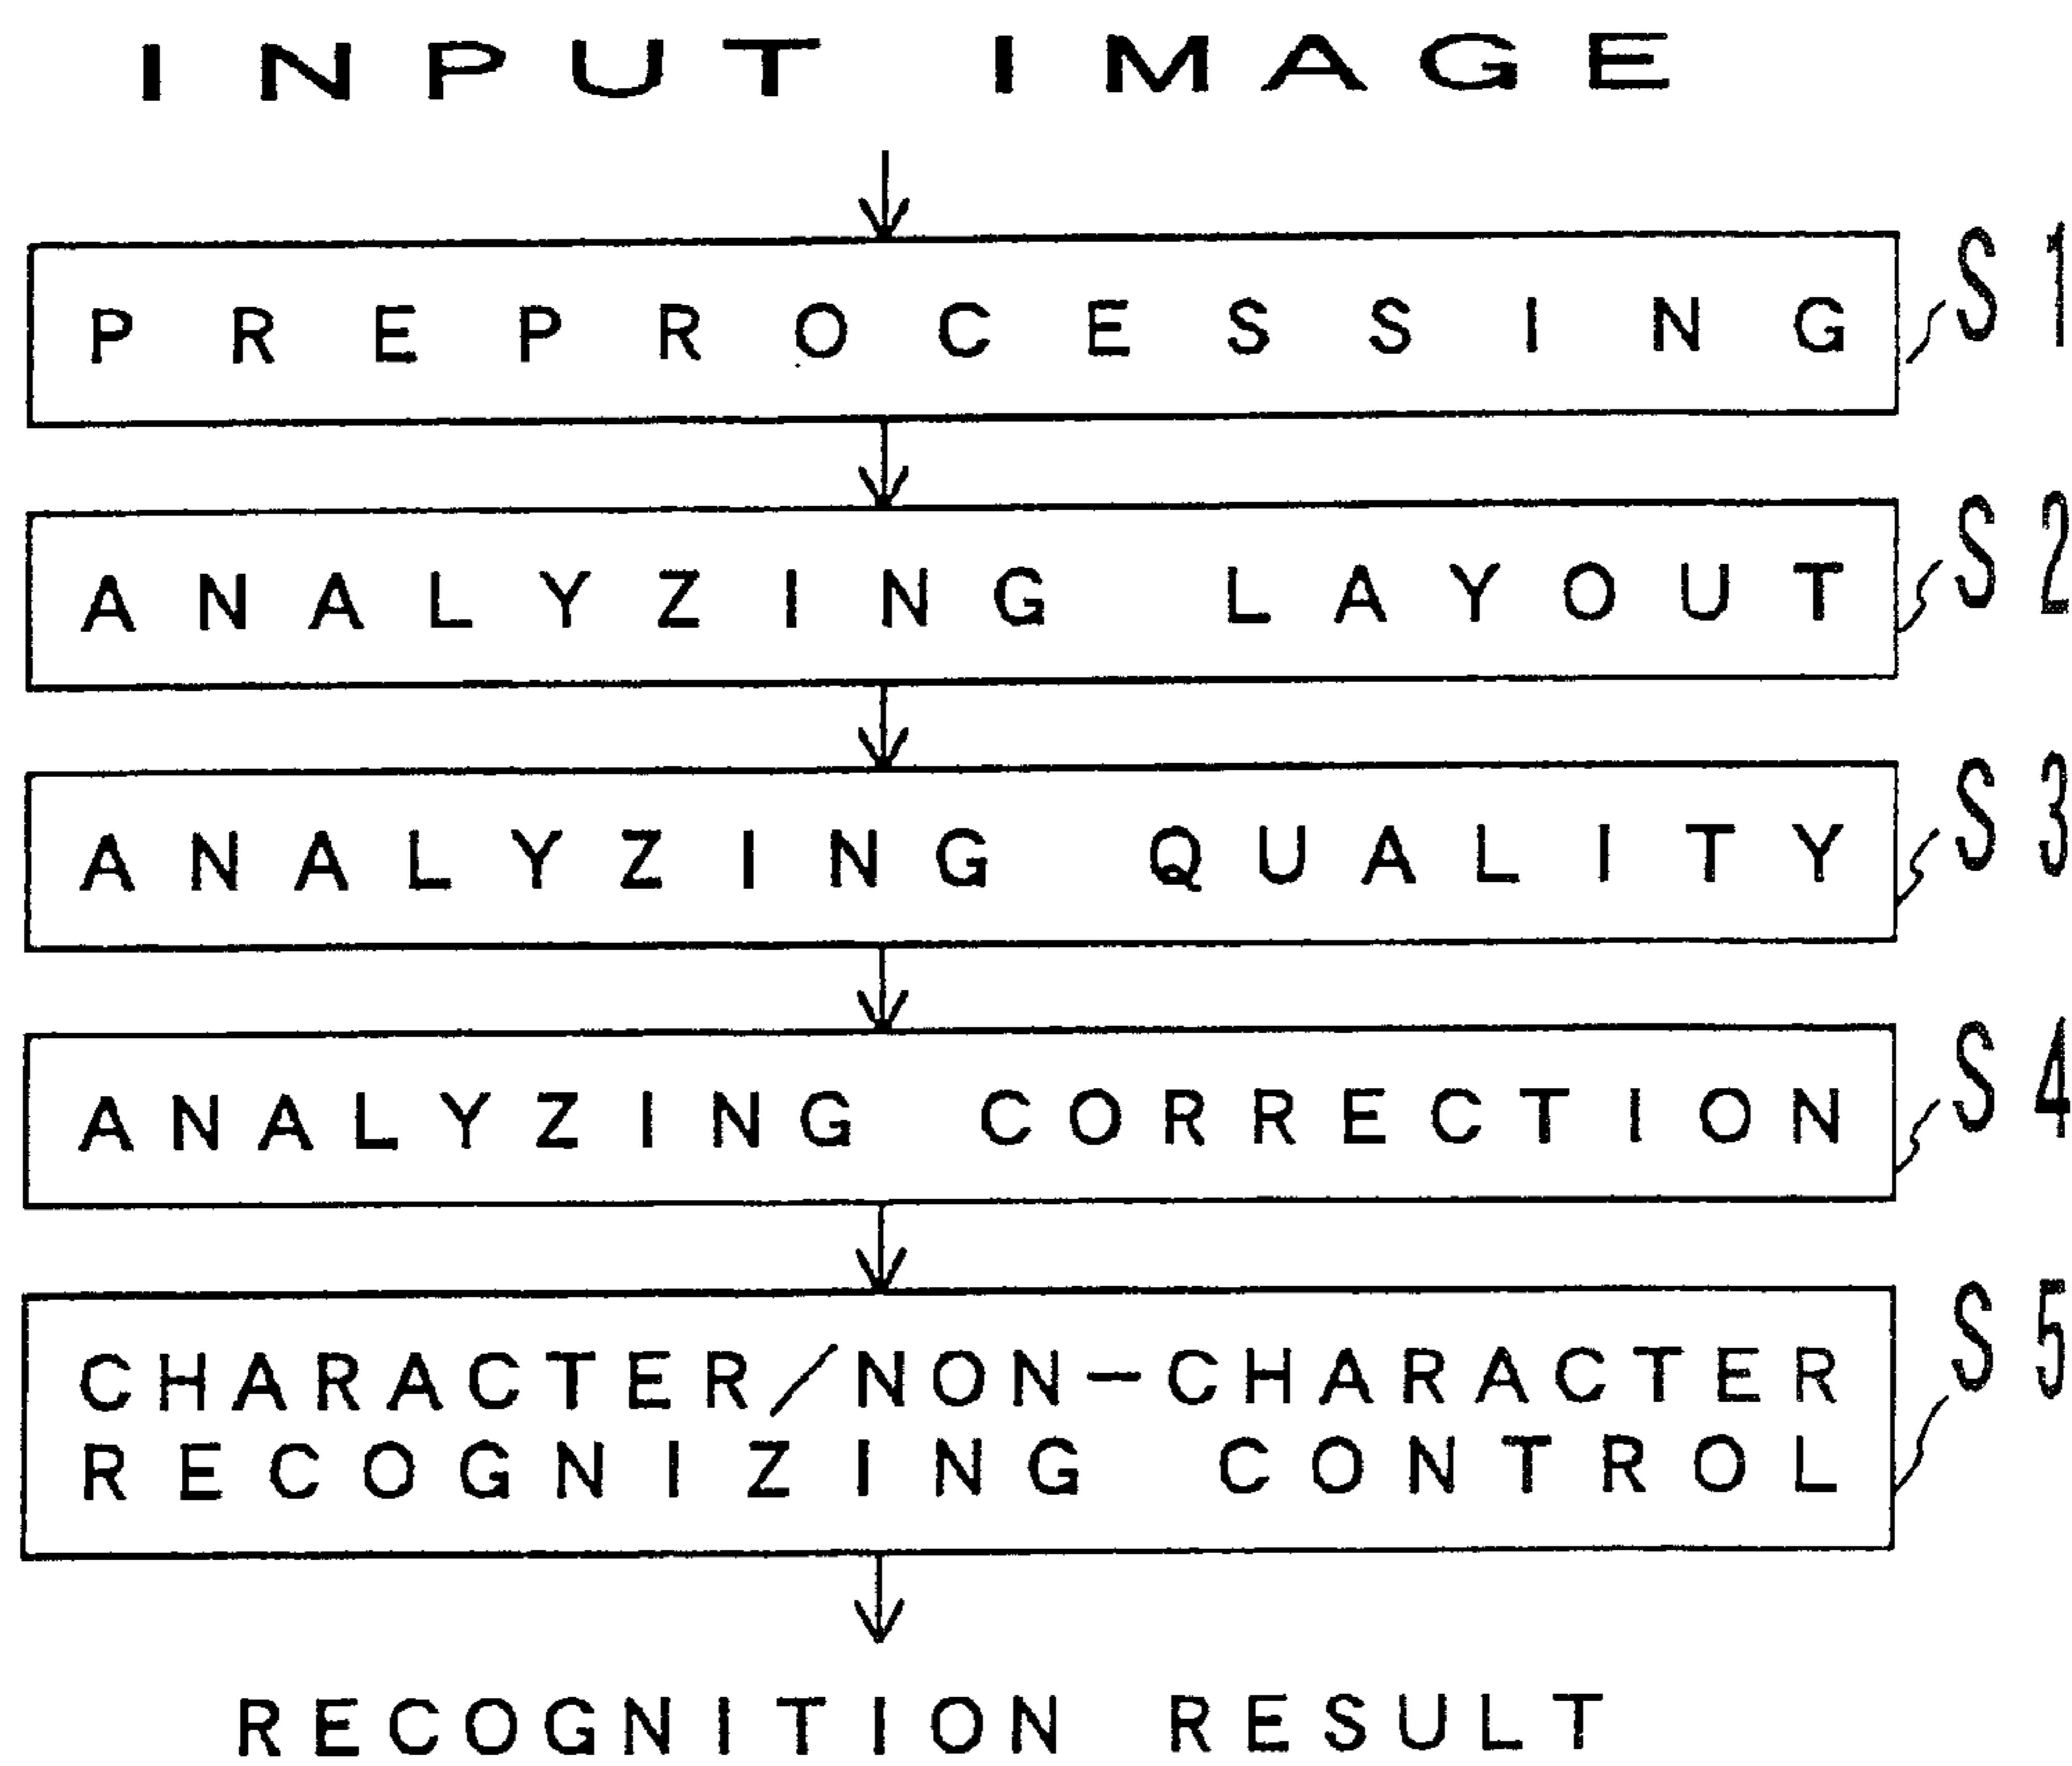 INPUT IMAGE
PREPROCESSING S1
ANALYZING LAYOUT S2
ANALYZING QUALITY S3
ANALYZING CORRECTION S4
CHARACTER/NON-CHARACTER S5
RECOGNIZING CONTROL
RECOGNITION RESULT